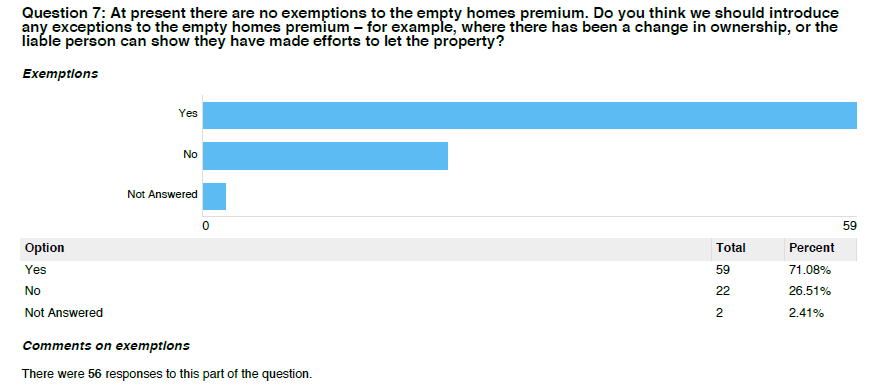 Question 7: At present there are no exemptions to the empty homes premium. Do you think we should introduce
any exceptions to the empty homes premium – for example, where there has been a change in ownership, or the
liable person can show they have made efforts to let the property?
Exemptions
Yes
No
Not Answered
0 59
Option Total Percent
Yes 59 71.08%
No 22 26.51%
Not Answered 2 2.41%
Comments on exemptions
There were 56 responses to this part of the question.